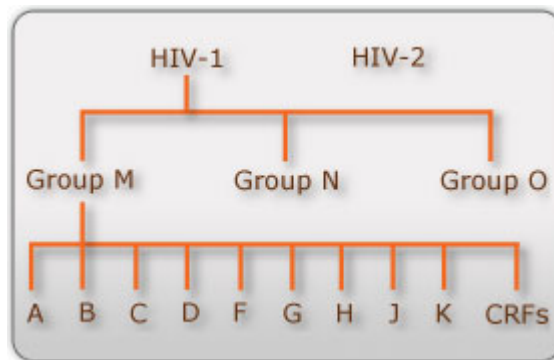 HIV-1 HIV-2
Group M Group N Group O
A B C D F G H J K CRFs